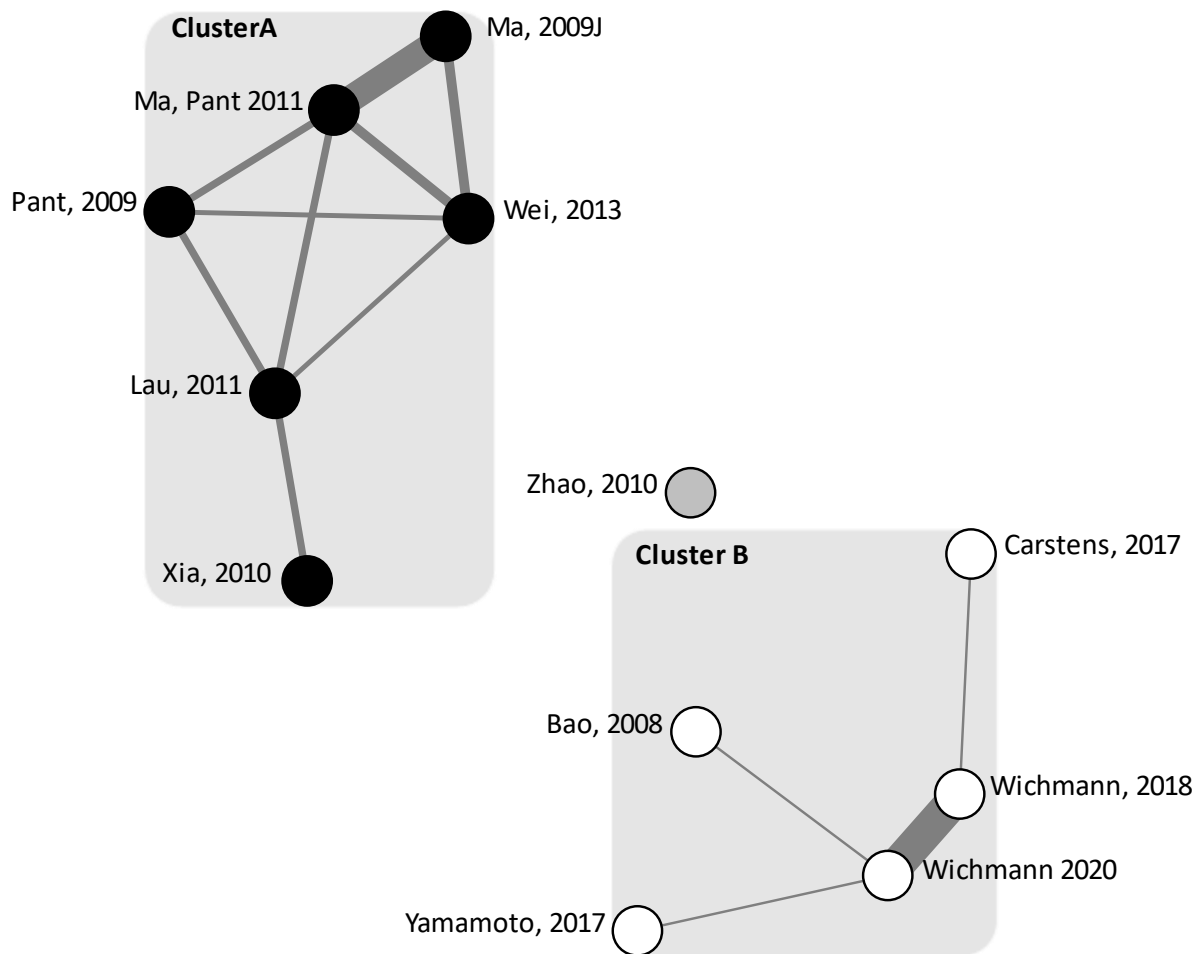 ClusterA
Ma, 2009J
Ma, Pant 2011
Pant, 2009
Wei, 2013
Lau, 2011
Xia, 2010
Zhao, 2010
Cluster B
Carstens, 2017
Bao, 2008
Wichmann, 2018
Wichmann 2020
Yamamoto, 2017